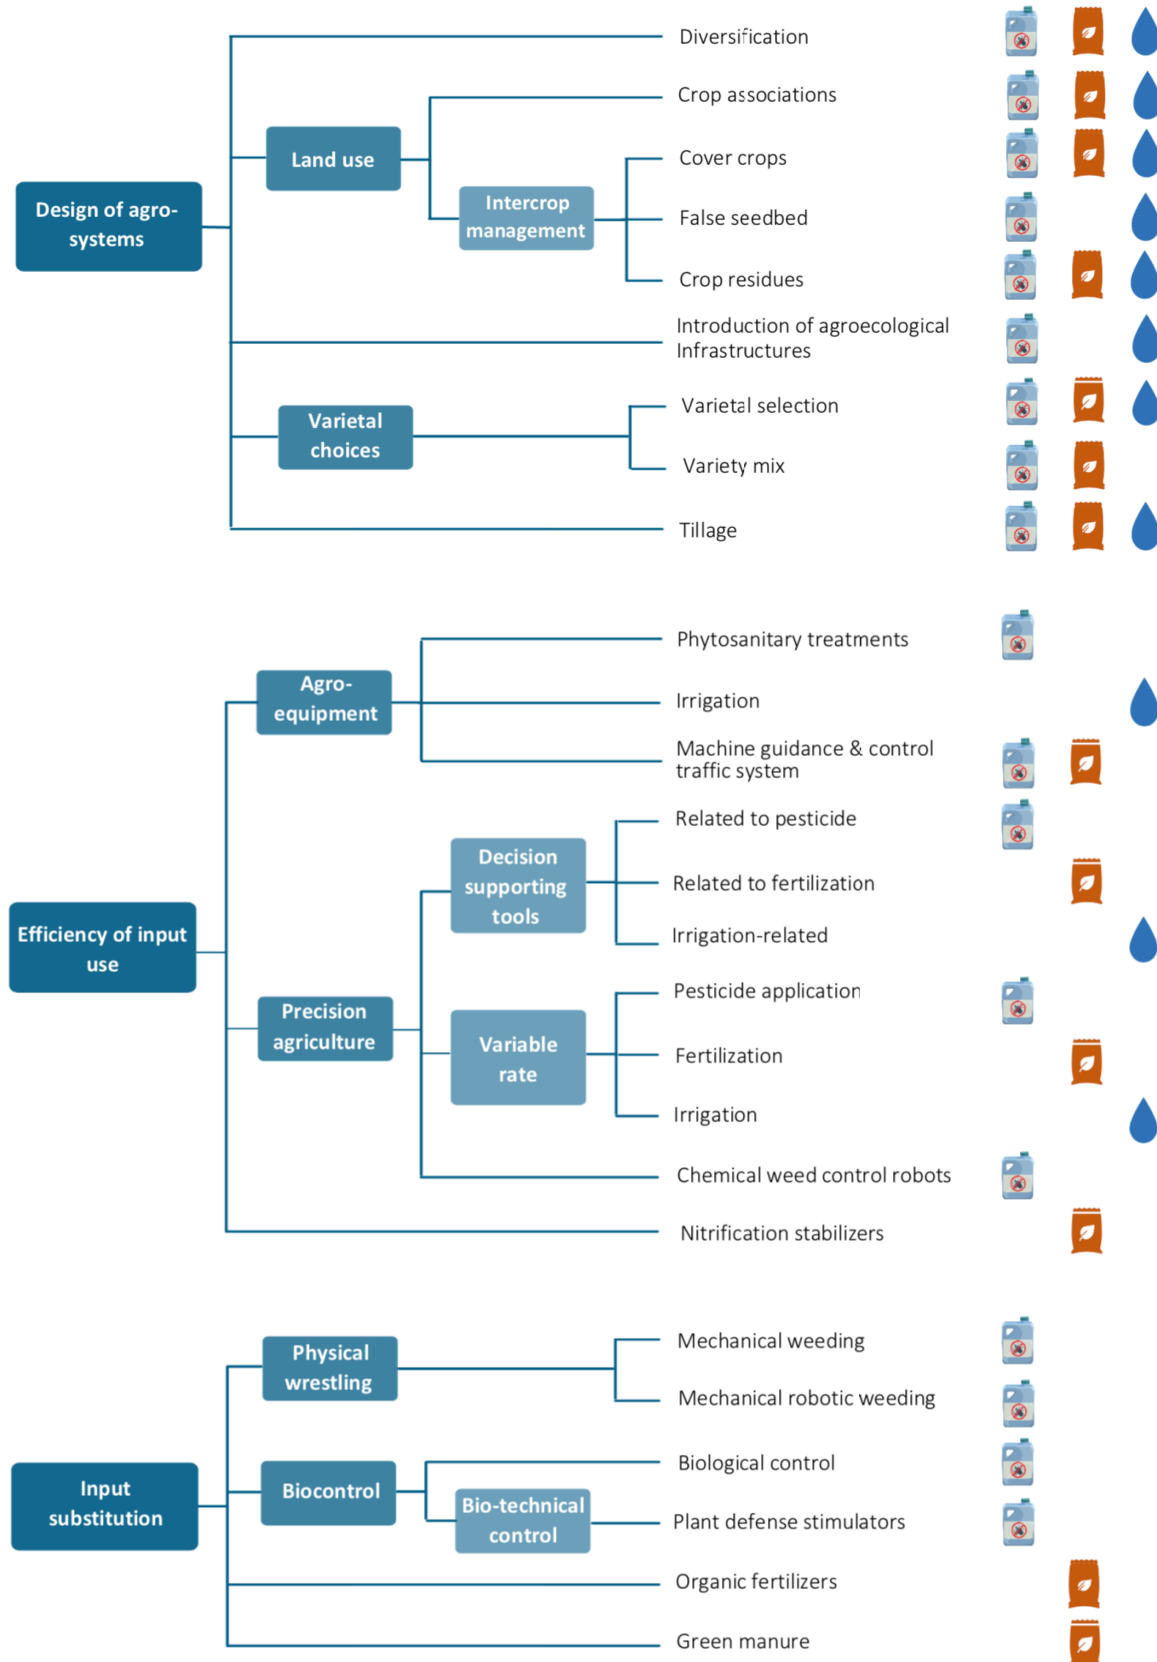 Diversification
Crop associations
Land use
Cover crops
Design of agro-
systems
Intercrop
management
False seedbed
Crop residues
Introduction of agroecological
Infrastructures
Varietal
choices
Varietal selection
Variety mix
Tillage
Phytosanitary treatments
Agro-
equipment
Irrigation
Machine guidance & control
traffic system
Related to pesticide
Decision
supporting
tools
Related to fertilization
Irrigation-related
Efficiency of input
use
Pesticide application
Precision
agriculture
Variable
rate
Fertilization
Irrigation
Chemical weed control robots
Nitrification stabilizers
Physical
wrestling
Mechanical weeding
Mechanical robotic weeding
Biological control
Input
substitution
Biocontrol
Bio-technical
control
Plant defense stimulators
Organic fertilizers
Green manure